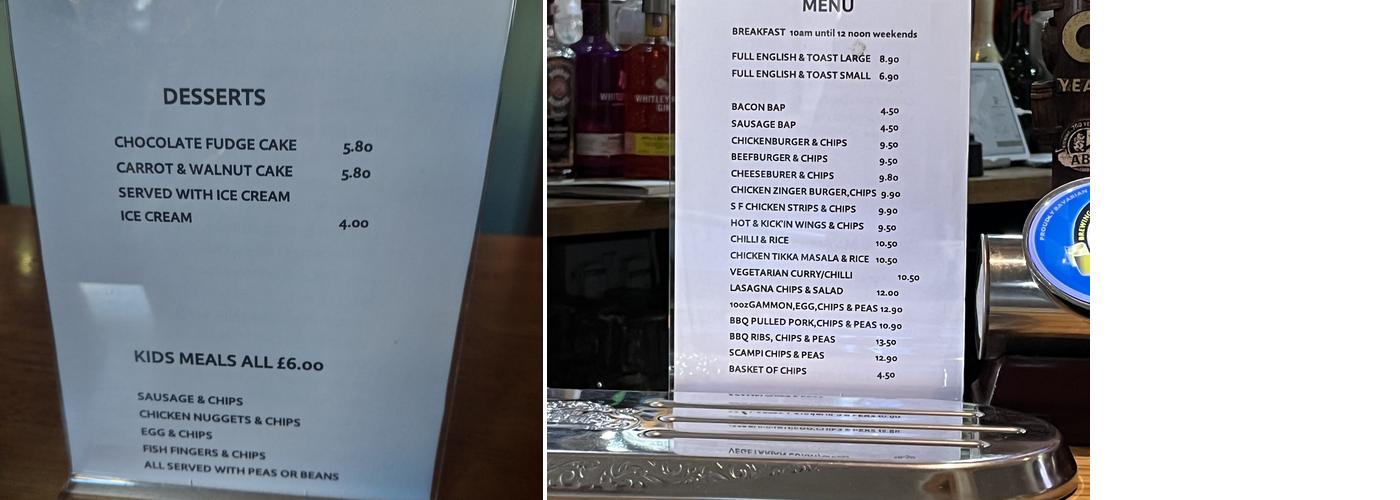 DESSERTS
CHOCOLATE FUDGE CAKE 5.80
CARROT & WALNUT CAKE 5.80
SERVED WITH ICE CREAM
ICE CREAM 4.00
KIDS MEALS ALL £6.00
SAUSAGE & CHIPS
CHICKEN NUGGETS & CHIPS
EGG & CHIPS
FISH FINGERS & CHIPS
ALL SERVED WITH PEAS OR BEANS
MENU
BREAKFAST 10am until 12 noon weekends
FULL ENGLISH & TOAST LARGE 8.90
FULL ENGLISH & TOAST SMALL 6.90
BACON BAP 4.50
SAUSAGE BAP 4.50
CHICKENBURGER & CHIPS 9.50
BEEFBURGER & CHIPS 9.50
CHEESEBURER & CHIPS 9.80
CHICKEN ZINGER BURGER,CHIPS 9.90
S F CHICKEN STRIPS & CHIPS 9.90
HOT & KICK'IN WINGS & CHIPS 9.50
CHILLI & RICE 10.50
CHICKEN TIKKA MASALA & RICE 10.50
VEGETARIAN CURRY/CHILLI 10.50
LASAGNA CHIPS & SALAD 12.00
10ozGAMMON,EGG,CHIPS & PEAS 12.90
BBQ PULLED PORK,CHIPS & PEAS 10.90
BBQ RIBS, CHIPS & PEAS 13.50
SCAMPI CHIPS & PEAS 12.90
BASKET OF CHIPS 4.50
WHITLEY
GIN
PROUDLY BAVARIAN
BREWING